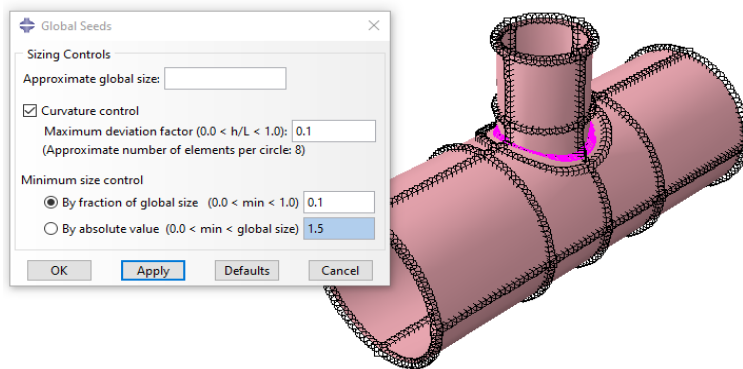 Global Seeds
Sizing Controls
Approximate global size:
Curvature control
Maximum deviation factor (0.0 < h/L < 1.0): 0.1
(Approximate number of elements per circle: 8)
Minimum size control
By fraction of global size (0.0 < min < 1.0) 0.1
By absolute value (0.0 < min < global size) 1.5
OK Apply Defaults Cancel